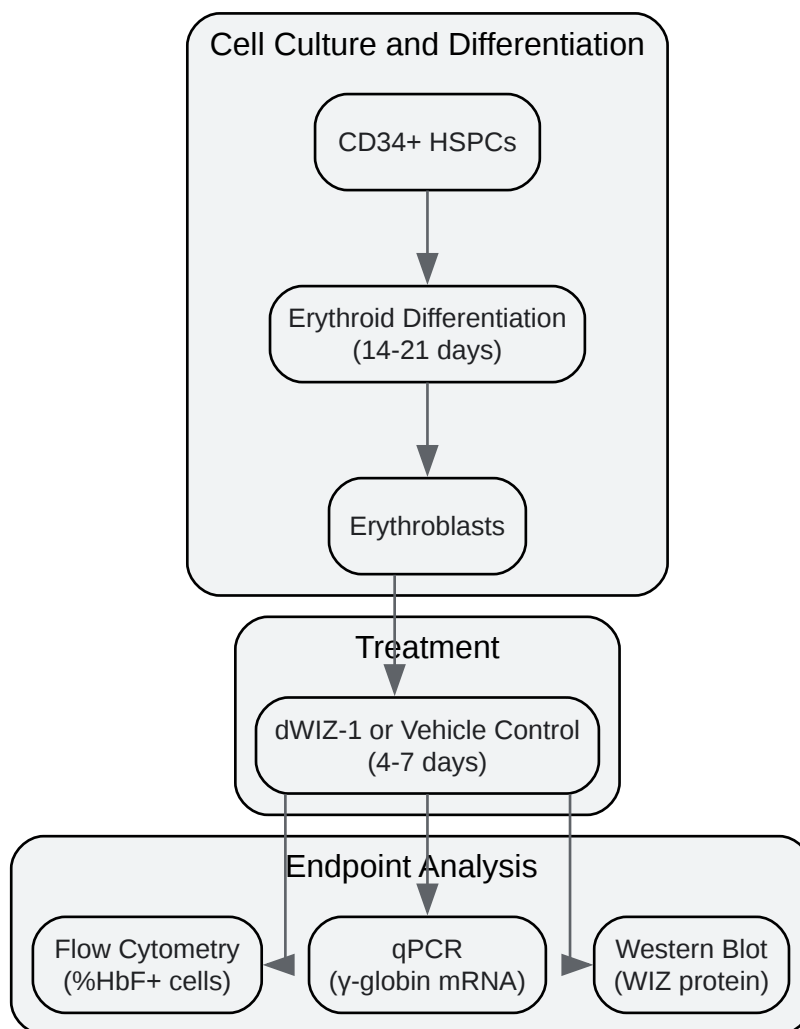 Cell Culture and Differentiation
CD34+ HSPCs
Erythroid Differentiation
(14-21 days)
Erythroblasts
Treatment
dWIZ-1 or Vehicle Control
(4-7 days)
Endpoint Analysis
Flow Cytometry
(%HbF+ cells)
qPCR
(γ-globin mRNA)
Western Blot
(WIZ protein)